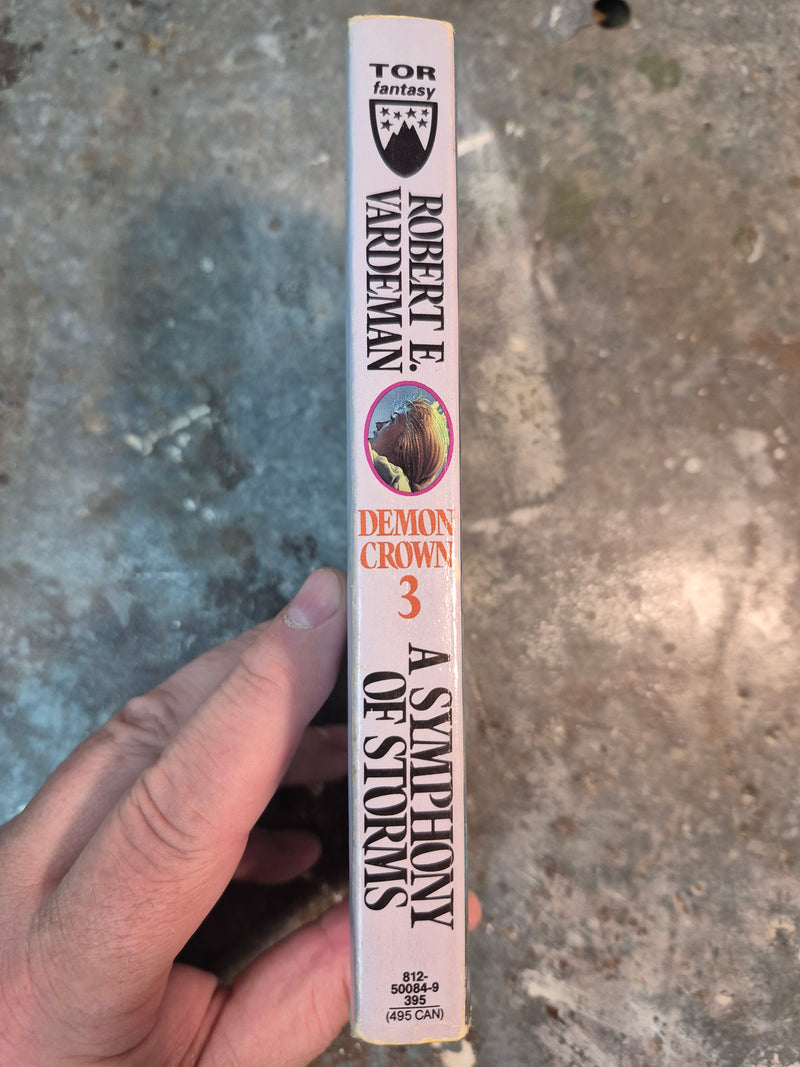 TOR
fantasy
ROBERT E.
VARDEMAN
DEMON
CROWN
3
A SYMPHONY
OF STORMS
812-
50084-9
395
(495 CAN)